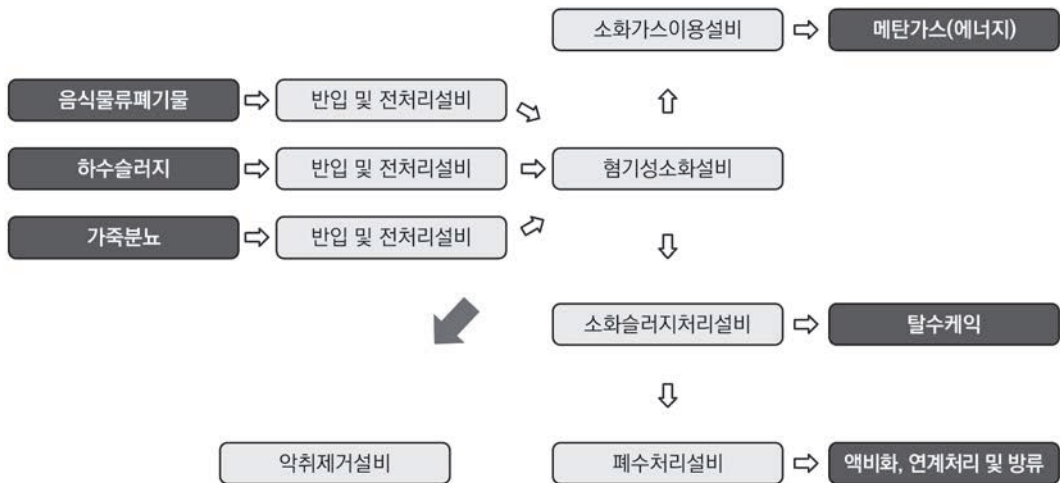 소화가스이용설비
메탄가스(에너지)
음식물류폐기물
반입 및 전처리설비
하수슬러지
반입 및 전처리설비
혐기성소화설비
가죽분뇨
반입 및 전처리설비
소화슬러지처리설비
탈수케익
악취제거설비
폐수처리설비
액비화, 연계처리 및 방류